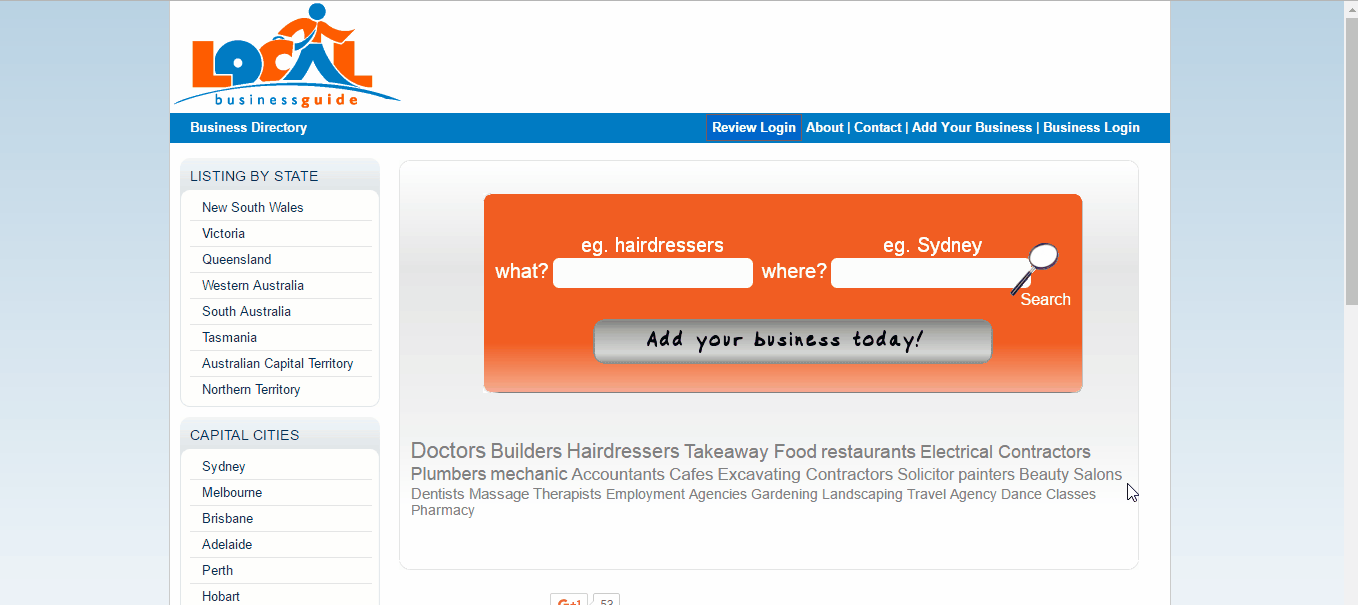 LOCAL
businessguide
Business Directory
Review Login About | Contact | Add Your Business | Business Login
LISTING BY STATE
New South Wales
Victoria
Queensland
Western Australia
South Australia
Tasmania
Australian Capital Territory
Northern Territory
CAPITAL CITIES
Sydney
Melbourne
Brisbane
Adelaide
Perth
Hobart
eg. hairdressers eg. Sydney
what? where?
Search
Add your business today!
Doctors Builders Hairdressers Takeaway Food restaurants Electrical Contractors
Plumbers mechanic Accountants Cafes Excavating Contractors Solicitor painters Beauty Salons
Dentists Massage Therapists Employment Agencies Gardening Landscaping Travel Agency Dance Classes
Pharmacy
G+1 53